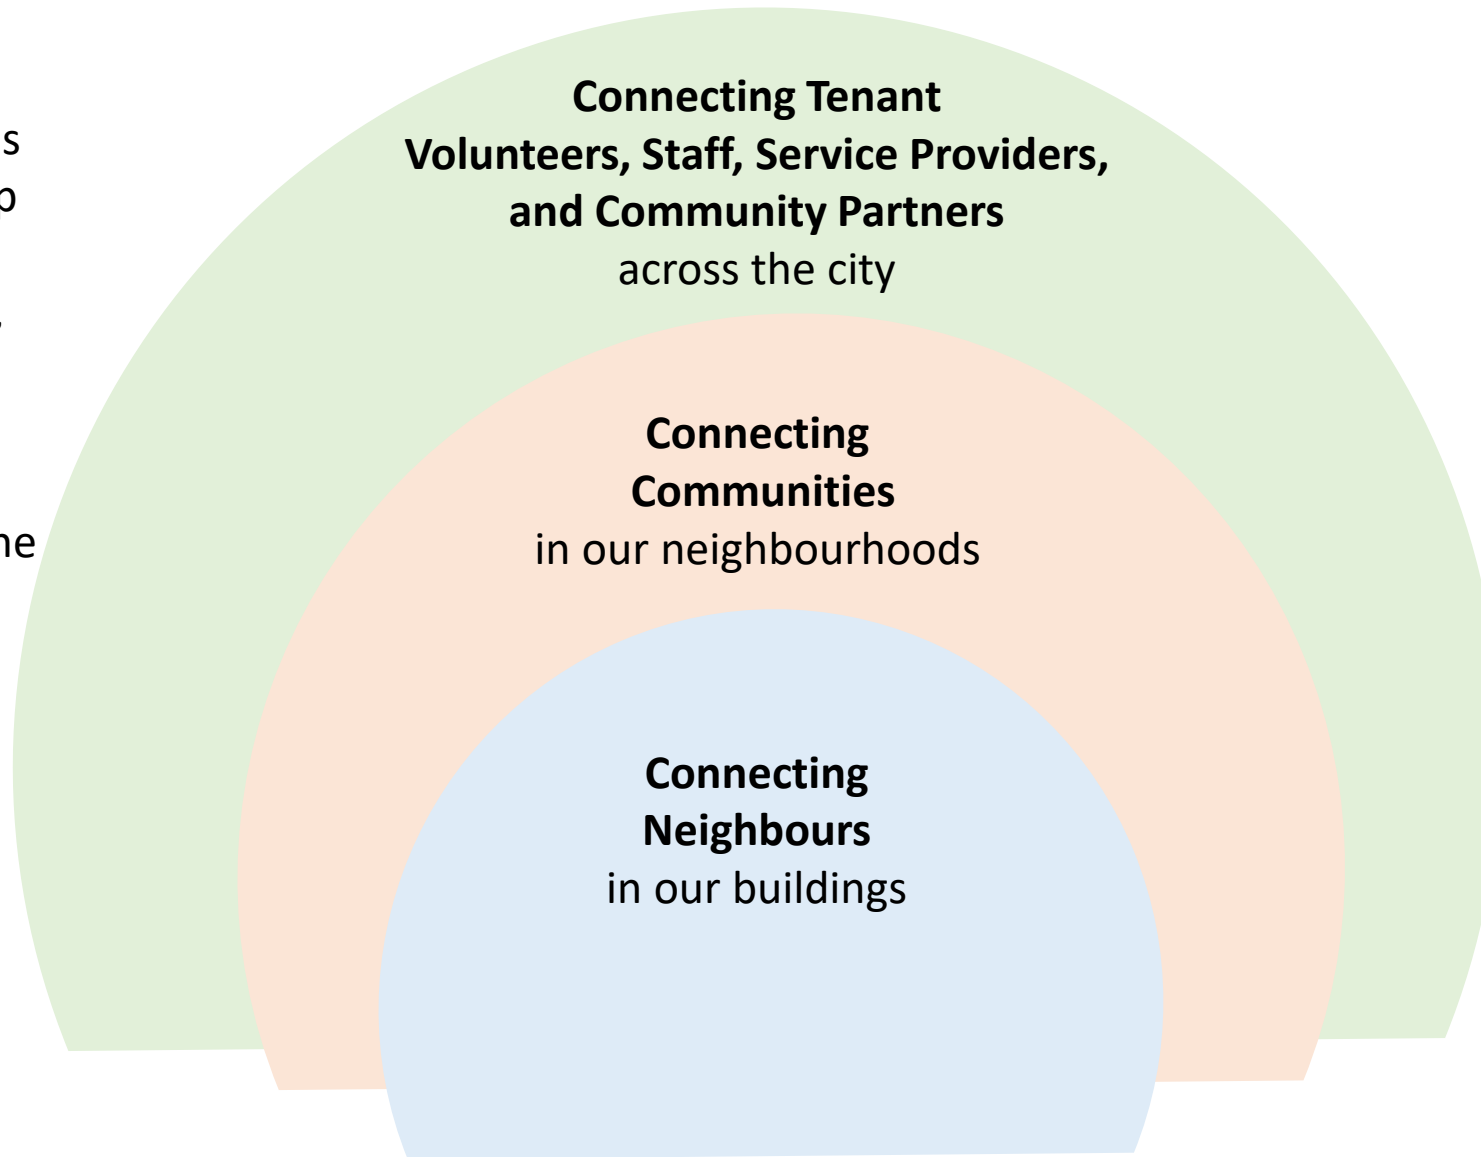 Connecting Tenant
Volunteers, Staff, Service Providers,
and Community Partners
across the city
Connecting
Communities
in our neighbourhoods
Connecting
Neighbours
in our buildings